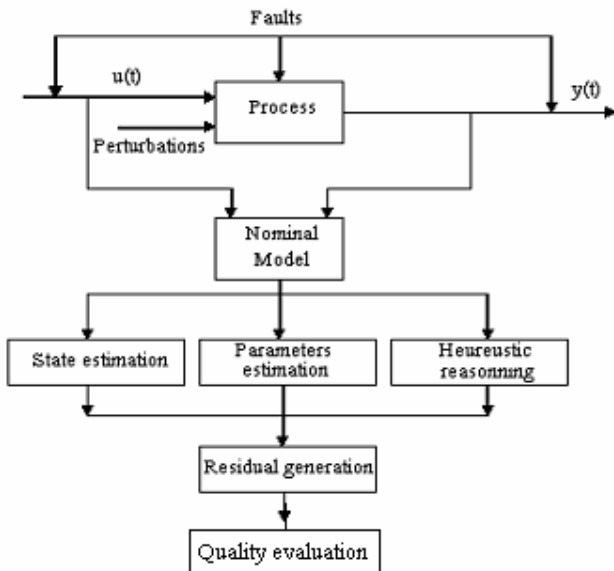 Faults
u(t)
y(t)
Process
Perturbations
Nominal
Model
State estimation
Parameters
estimation
Heureustic
reasonning
Residual generation
Quality evaluation